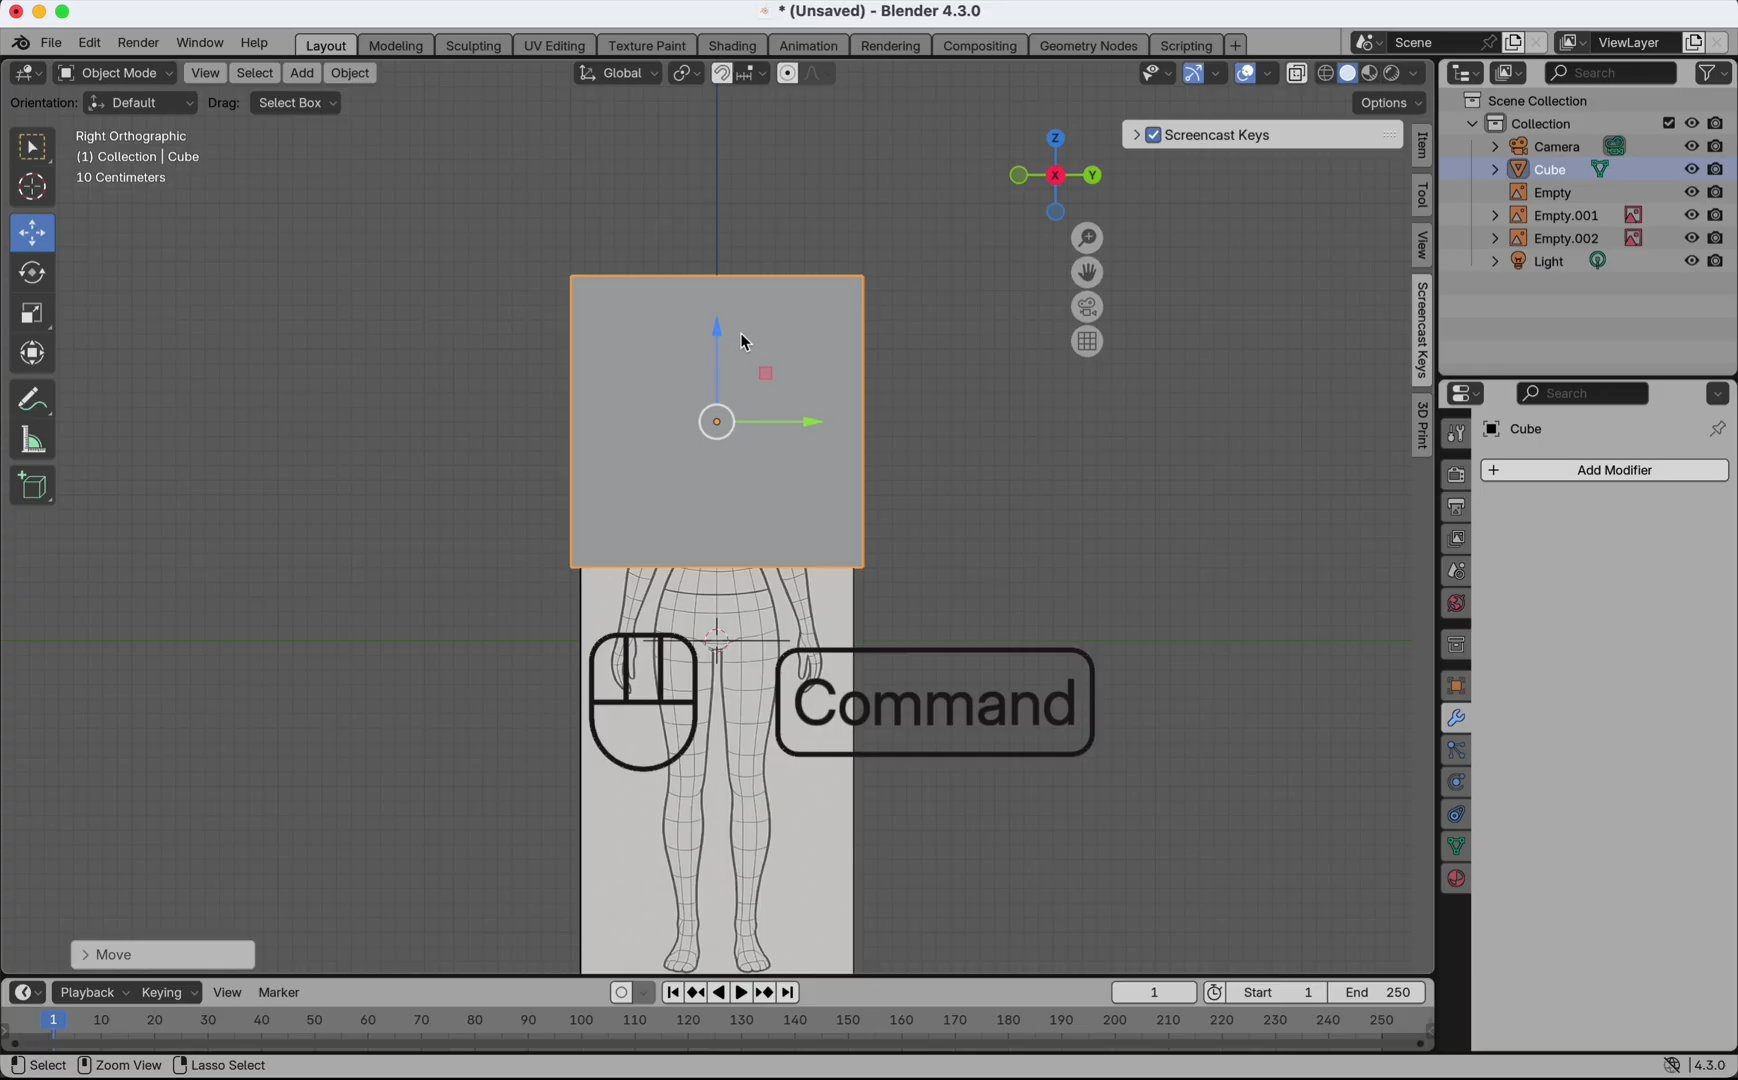 * (Unsaved) - Blender 4.3.0
File Edit Render Window Help Layout Modeling Sculpting UV Editing Texture Paint Shading Animation Rendering Compositing Geometry Nodes Scripting + Scene ViewLayer
Object Mode View Select Add Object Global Search
Orientation: Default Drag: Select Box Options
Right Orthographic
(1) Collection | Cube
10 Centimeters
Screencast Keys
Z
X
Y
Item
Tool
View
Screencast Keys
3D Print
Scene Collection
Collection
Camera
Cube
Empty
Empty.001
Empty.002
Light
Search
Cube
+ Add Modifier
Command
Move
Playback Keying View Marker 1 Start 1 End 250
1 10 20 30 40 50 60 70 80 90 100 110 120 130 140 150 160 170 180 190 200 210 220 230 240 250
Select Zoom View Lasso Select 4.3.0